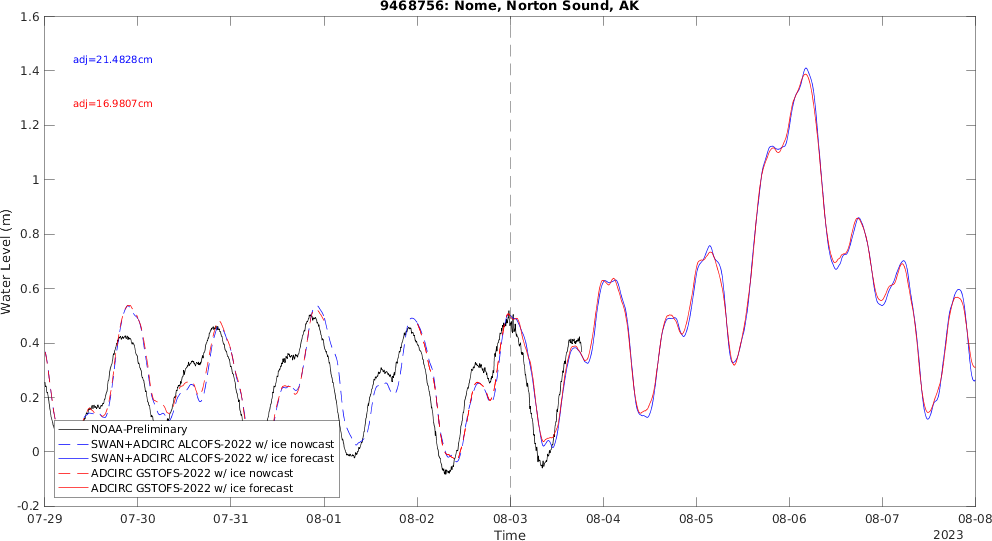 9468756: Nome, Norton Sound, AK
1.6
1.4
1.2
1
0.8
0.6
0.4
0.2
0
-0.2
Water Level (m)
adj=21.4828cm
adj=16.9807cm
NOAA-Preliminary
SWAN+ADCIRC ALCOFS-2022 w/ ice nowcast
SWAN+ADCIRC ALCOFS-2022 w/ ice forecast
ADCIRC GSTOFS-2022 w/ ice nowcast
ADCIRC GSTOFS-2022 w/ ice forecast
07-29 07-30 07-31 08-01 08-02 08-03 08-04 08-05 08-06 08-07 08-08
Time
2023